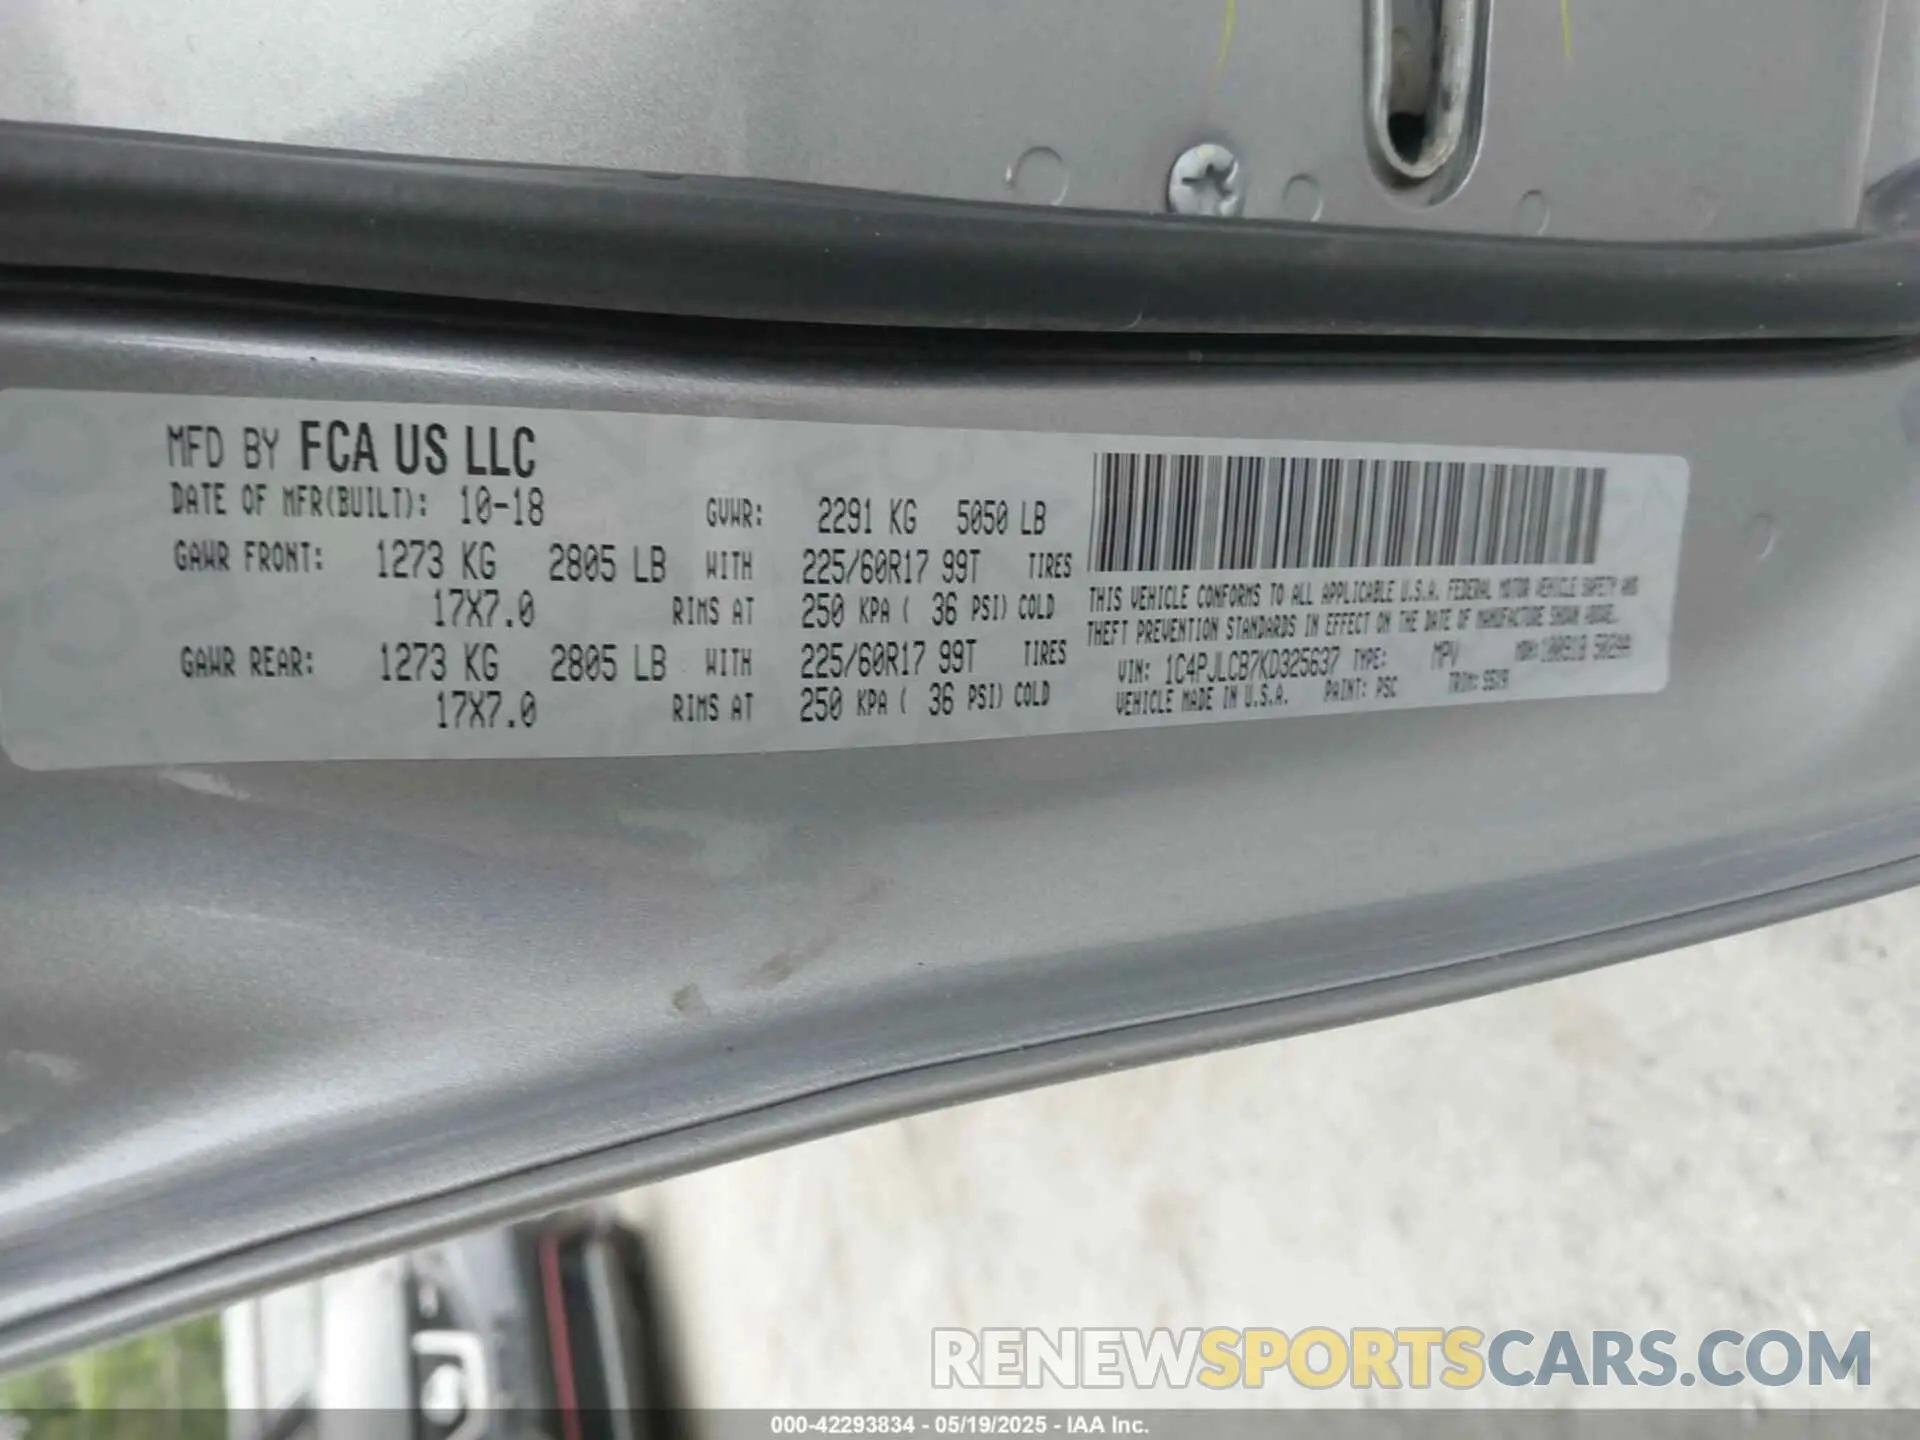 MFD BY FCA US LLC
DATE OF MFR(BUILT): 10-18 GVWR: 2291 KG 5050 LB
GAWR FRONT: 1273 KG 2805 LB WITH 225/60R17 99T TIRES
17X7.0 RIMS AT 250 KPA ( 36 PSI) COLD
GAWR REAR: 1273 KG 2805 LB WITH 225/60R17 99T TIRES
17X7.0 RIMS AT 250 KPA ( 36 PSI) COLD
THIS VEHICLE CONFORMS TO ALL APPLICABLE U.S.A. FEDERAL MOTOR VEHICLE SAFETY AND
THEFT PREVENTION STANDARDS IN EFFECT ON THE DATE OF MANUFACTURE SHOWN ABOVE.
VIN: 1C4PJLCB7KD325637 TYPE: MPV MDH:
VEHICLE MADE IN U.S.A. PAINT: PSC TRIM:
RENEWSPORTSCARS.COM
000-42293834 - 05/19/2025 - IAA Inc.